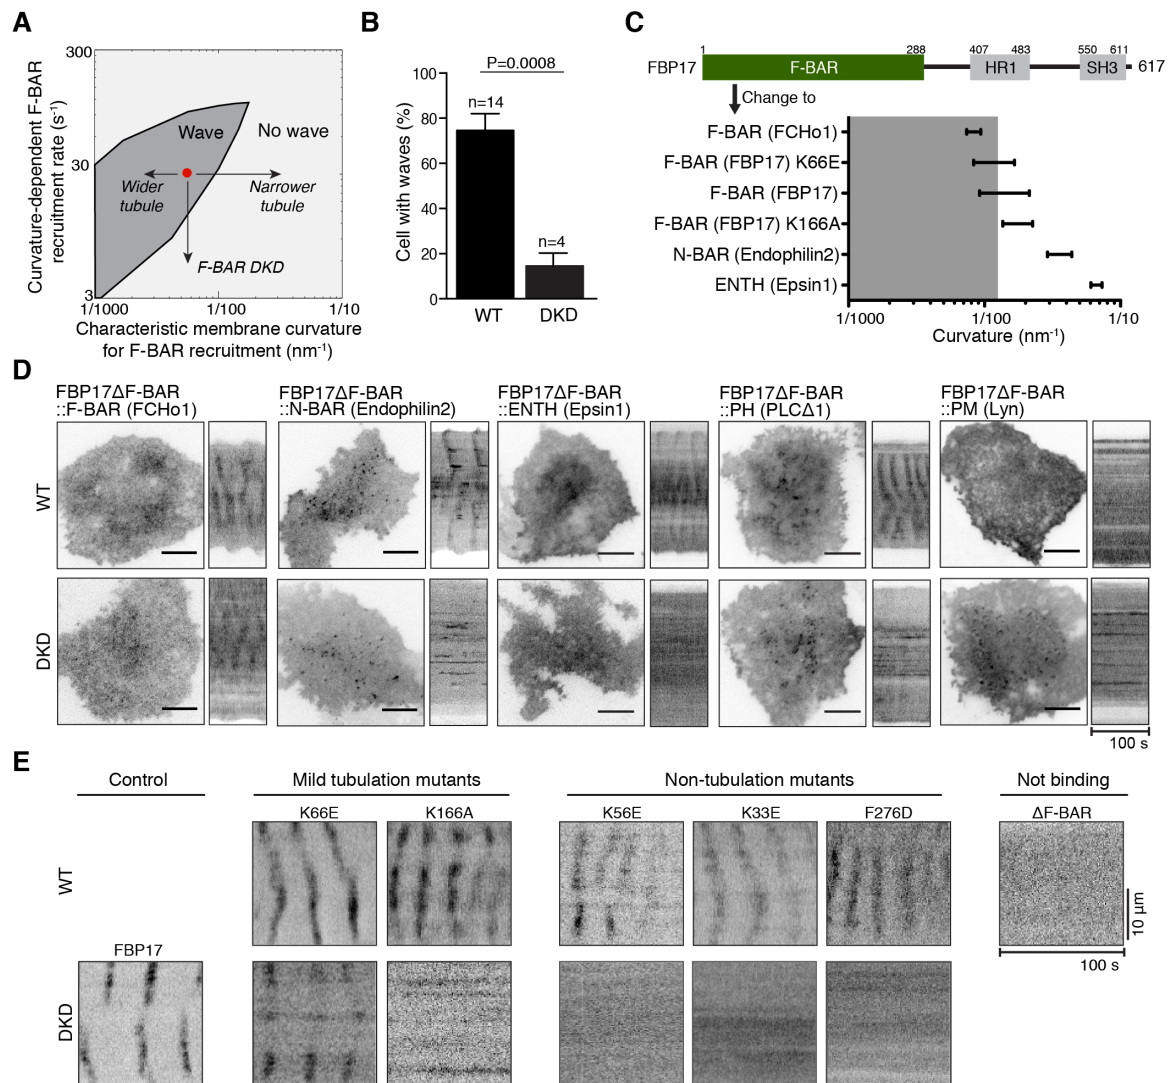 A
Curvature-dependent F-BAR
recruitment rate (s⁻¹)
300
30
3
Wave
No wave
Wider
tubule
Narrower
tubule
F-BAR DKD
1/1000
1/100
1/10
Characteristic membrane curvature
for F-BAR recruitment (nm⁻¹)
B
P=0.0008
n=14
n=4
Cell with waves (%)
100
80
60
40
20
0
WT
DKD
C
1
288
407
483
550
611
FBP17
F-BAR
HR1
SH3
617
Change to
F-BAR (FCHo1)
F-BAR (FBP17) K66E
F-BAR (FBP17)
F-BAR (FBP17) K166A
N-BAR (Endophilin2)
ENTH (Epsin1)
1/1000
1/100
1/10
Curvature (nm⁻¹)
D
FBP17ΔF-BAR
::F-BAR (FCHo1)
FBP17ΔF-BAR
::N-BAR (Endophilin2)
FBP17ΔF-BAR
::ENTH (Epsin1)
FBP17ΔF-BAR
::PH (PLCΔ1)
FBP17ΔF-BAR
::PM (Lyn)
WT
DKD
100 s
E
Control
Mild tubulation mutants
Non-tubulation mutants
Not binding
K66E
K166A
K56E
K33E
F276D
ΔF-BAR
WT
10 µm
100 s
FBP17
DKD